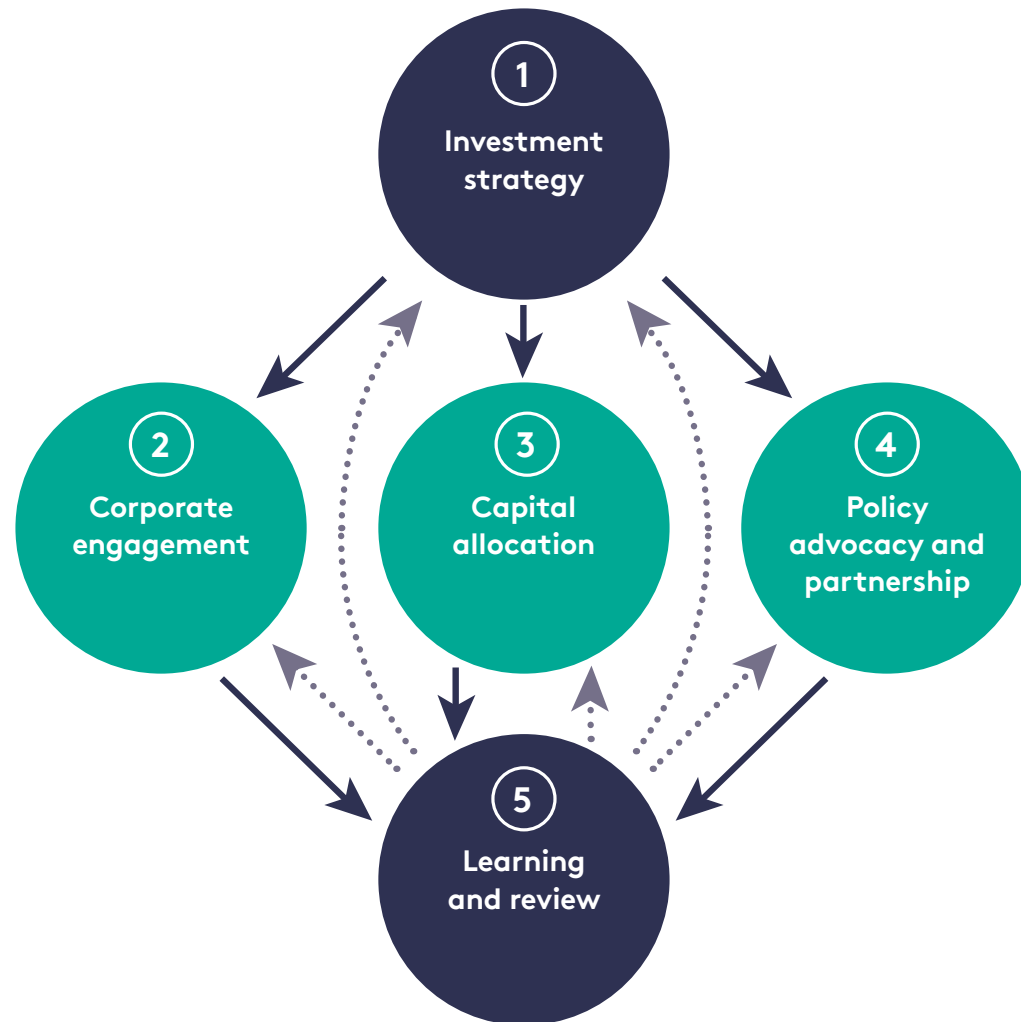 1
Investment
strategy
2
Corporate
engagement
3
Capital
allocation
4
Policy
advocacy and
partnership
5
Learning
and review